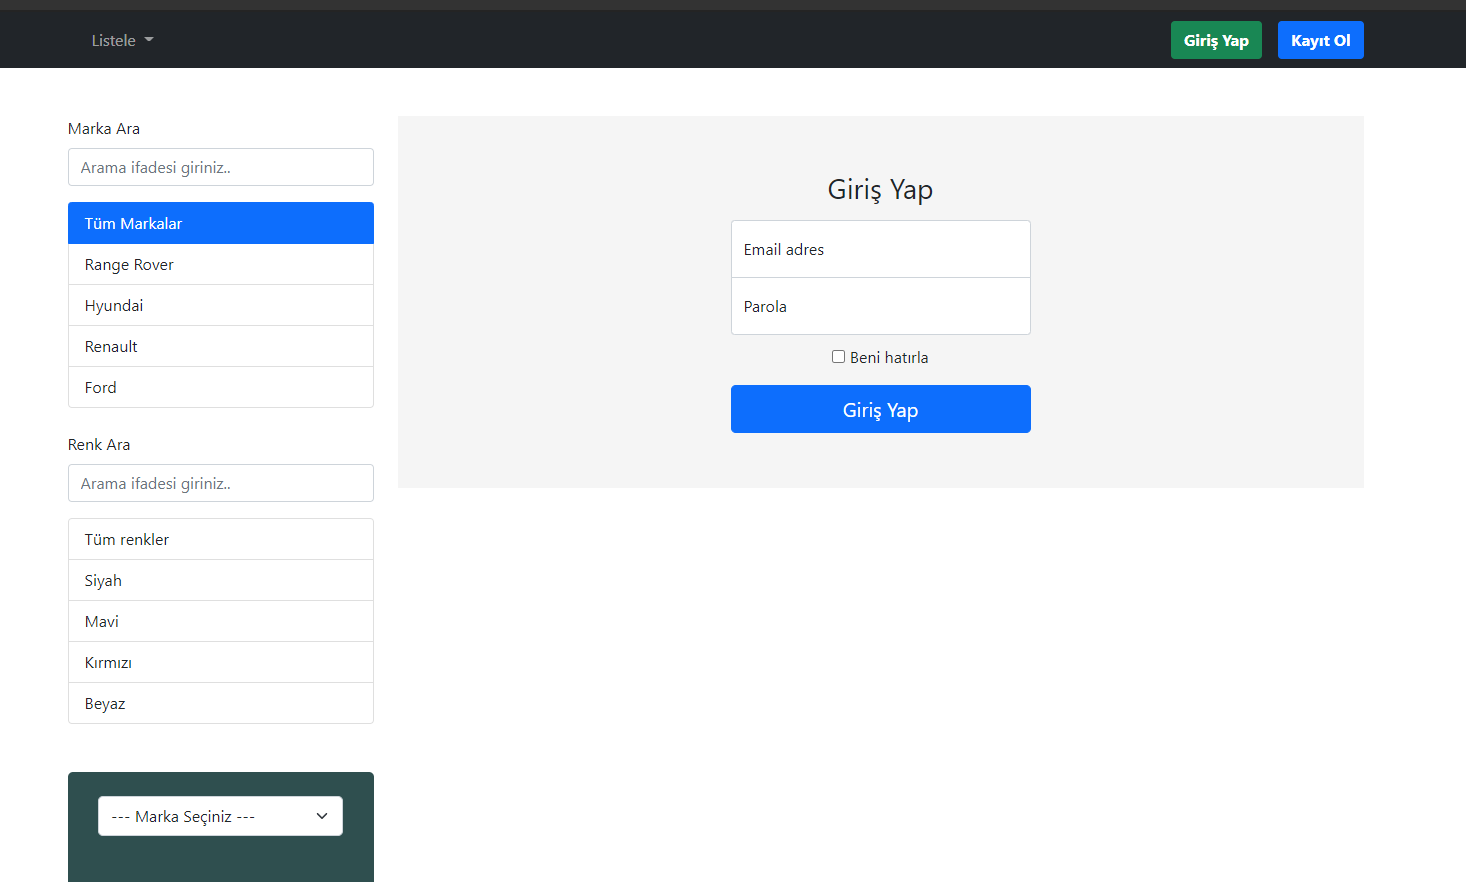 Listele
Giriş Yap
Kayıt Ol
Marka Ara
Arama ifadesi giriniz..
Tüm Markalar
Range Rover
Hyundai
Renault
Ford
Renk Ara
Arama ifadesi giriniz..
Tüm renkler
Siyah
Mavi
Kırmızı
Beyaz
--- Marka Seçiniz ---
Giriş Yap
Email adres
Parola
Beni hatırla
Giriş Yap